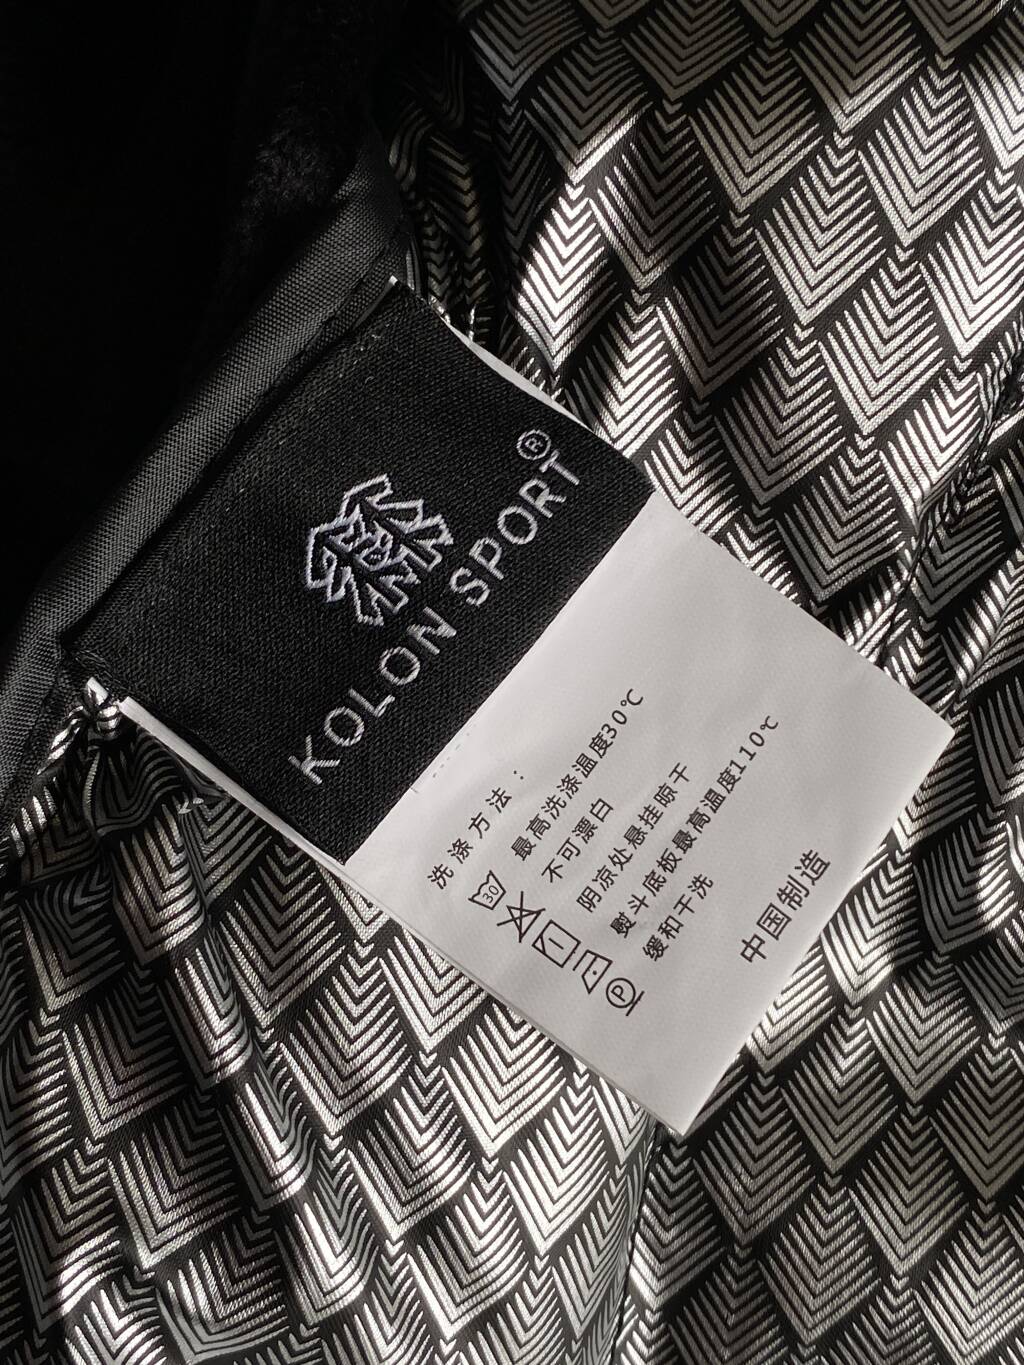 KOLON SPORT®
洗涤方法：
30 最高洗涤温度30℃
不可漂白
阴凉处悬挂晾干
熨斗底板最高温度110℃
P 缓和干洗
中国制造